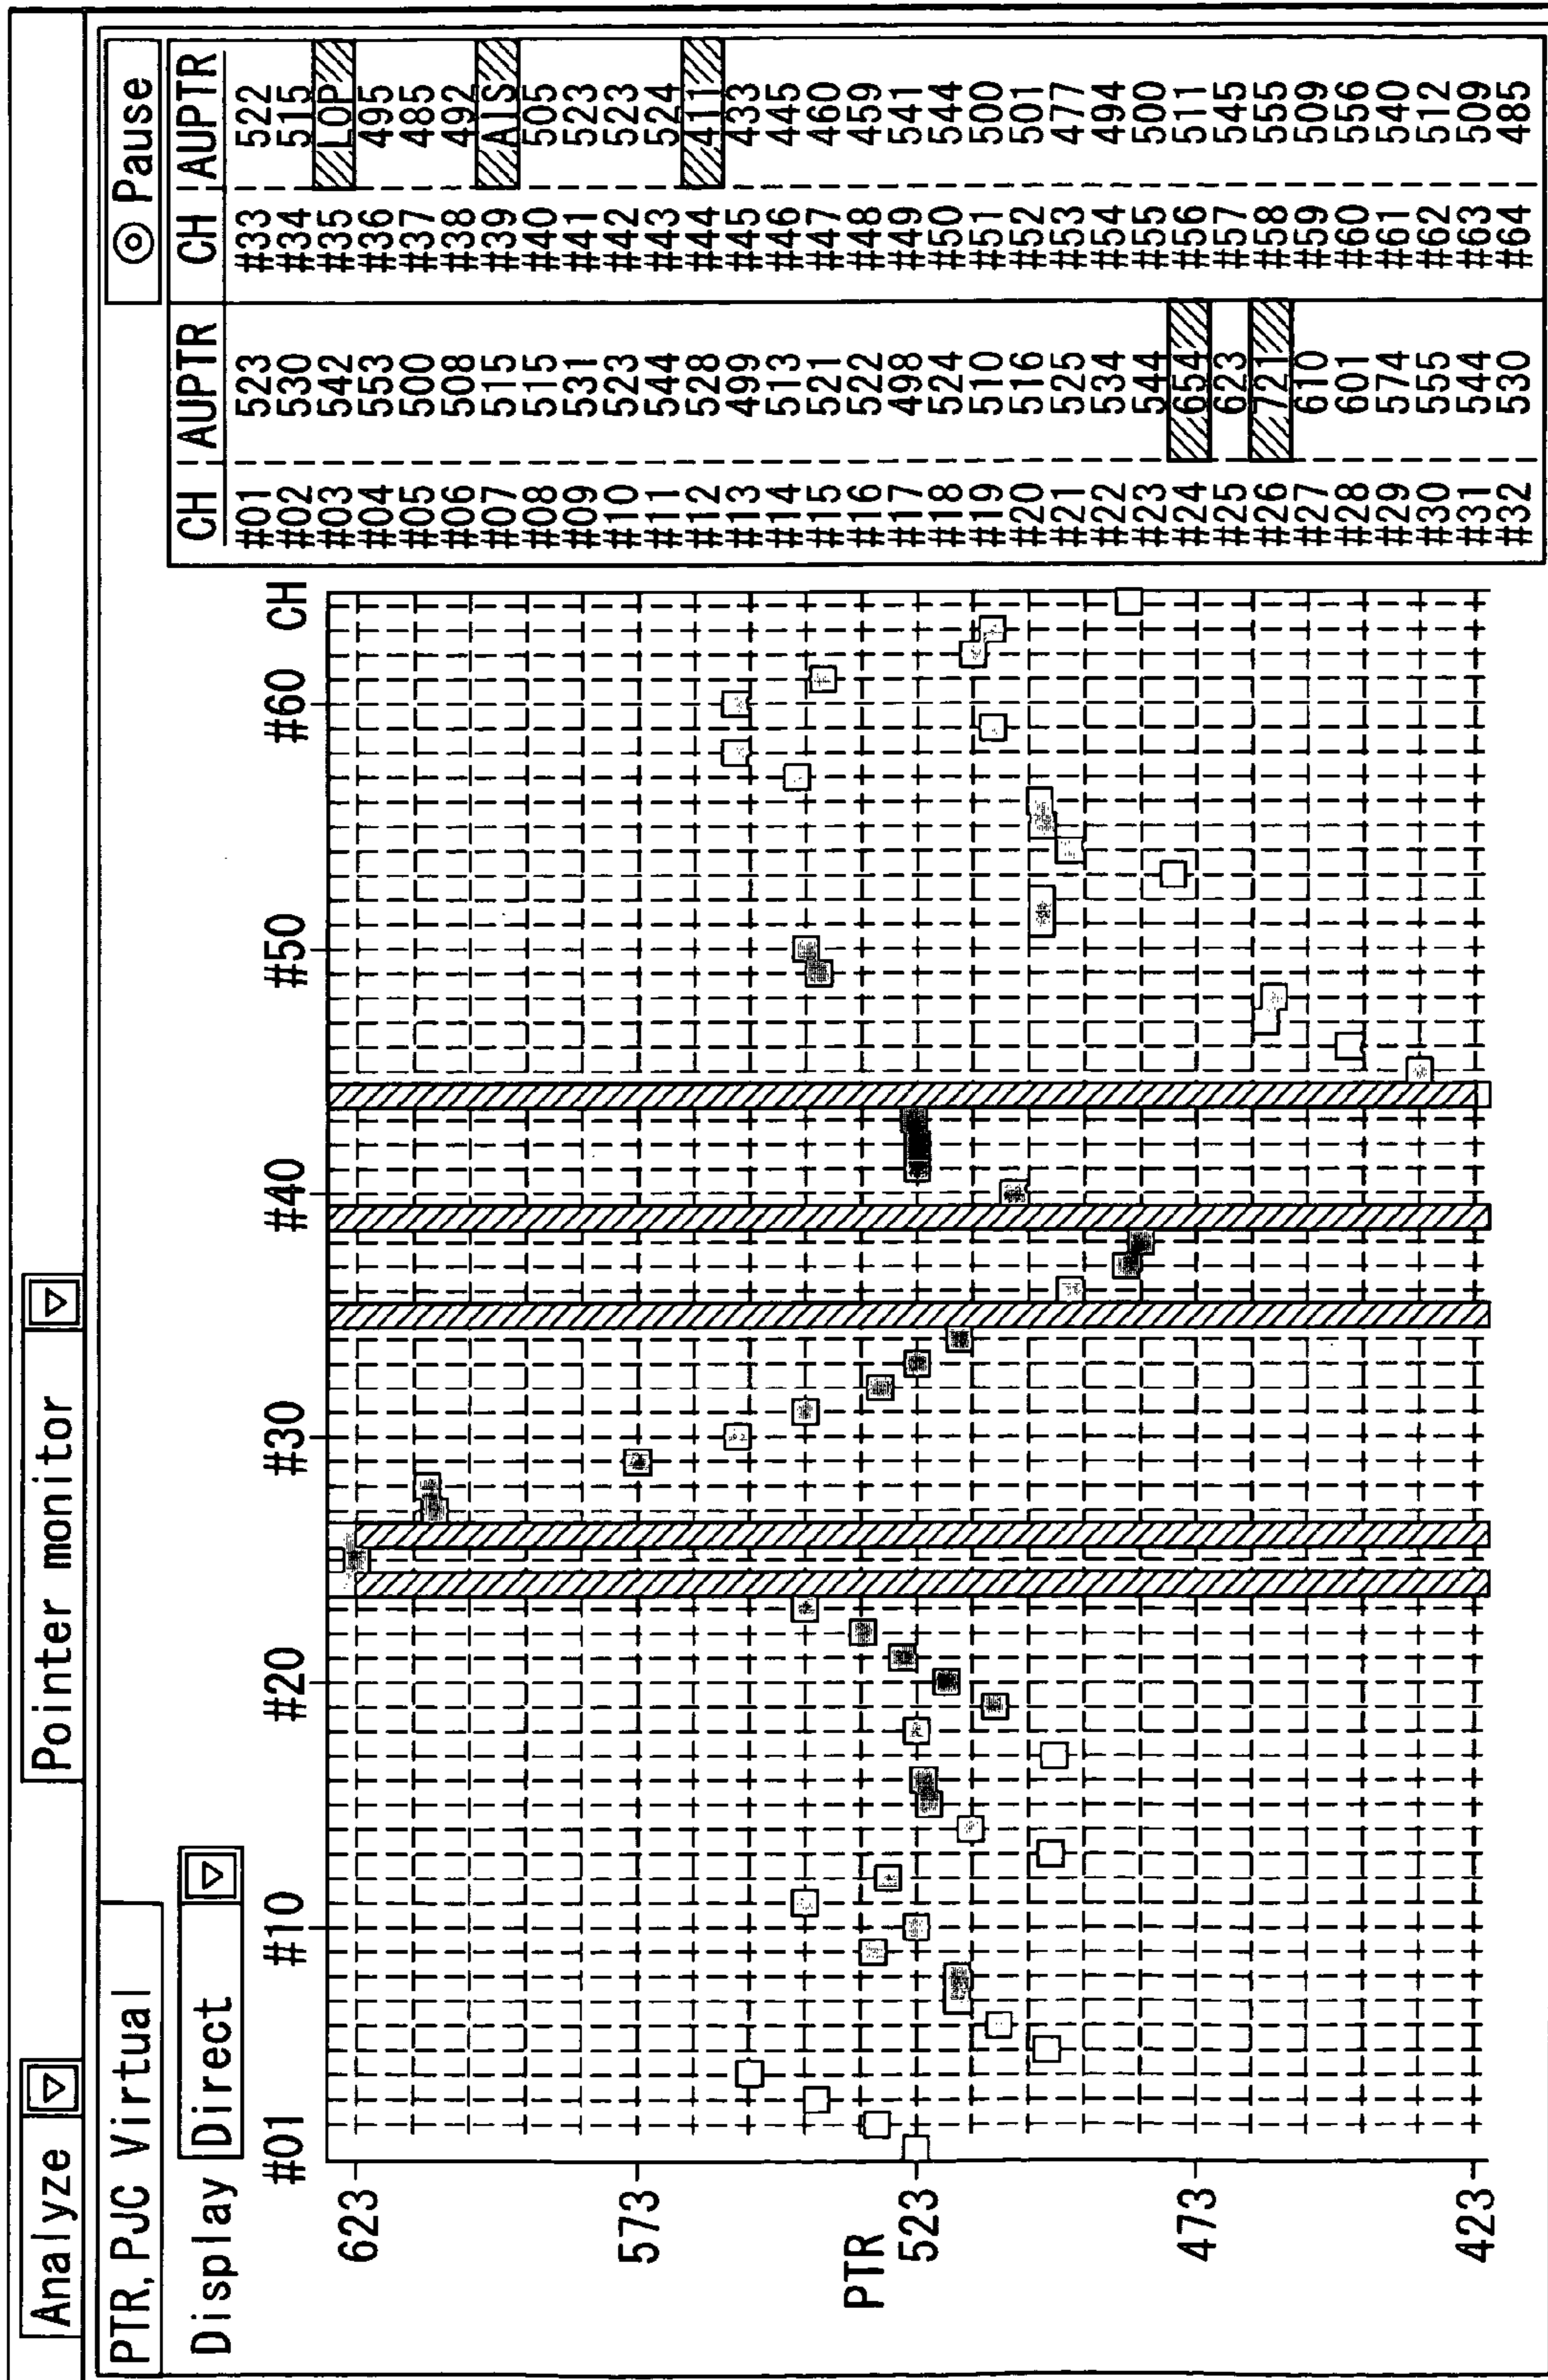 Analyze
Pointer monitor
PTR, PJC Virtual
Display Direct
Pause
#01 #10 #20 #30 #40 #50 #60 CH
623
573
PTR
523
473
423
CH AUPTR CH AUPTR
#01 523 #33 522
#02 530 #34 515
#03 542 #35 LOP
#04 553 #36 495
#05 500 #37 485
#06 508 #38 492
#07 515 #39 AIS
#08 515 #40 505
#09 531 #41 523
#10 523 #42 523
#11 544 #43 524
#12 528 #44 411
#13 499 #45 433
#14 513 #46 445
#15 521 #47 460
#16 522 #48 459
#17 498 #49 541
#18 524 #50 544
#19 510 #51 500
#20 516 #52 501
#21 525 #53 477
#22 534 #54 494
#23 544 #55 500
#24 654 #56 511
#25 623 #57 545
#26 721 #58 555
#27 610 #59 509
#28 601 #60 556
#29 574 #61 540
#30 555 #62 512
#31 544 #63 509
#32 530 #64 485